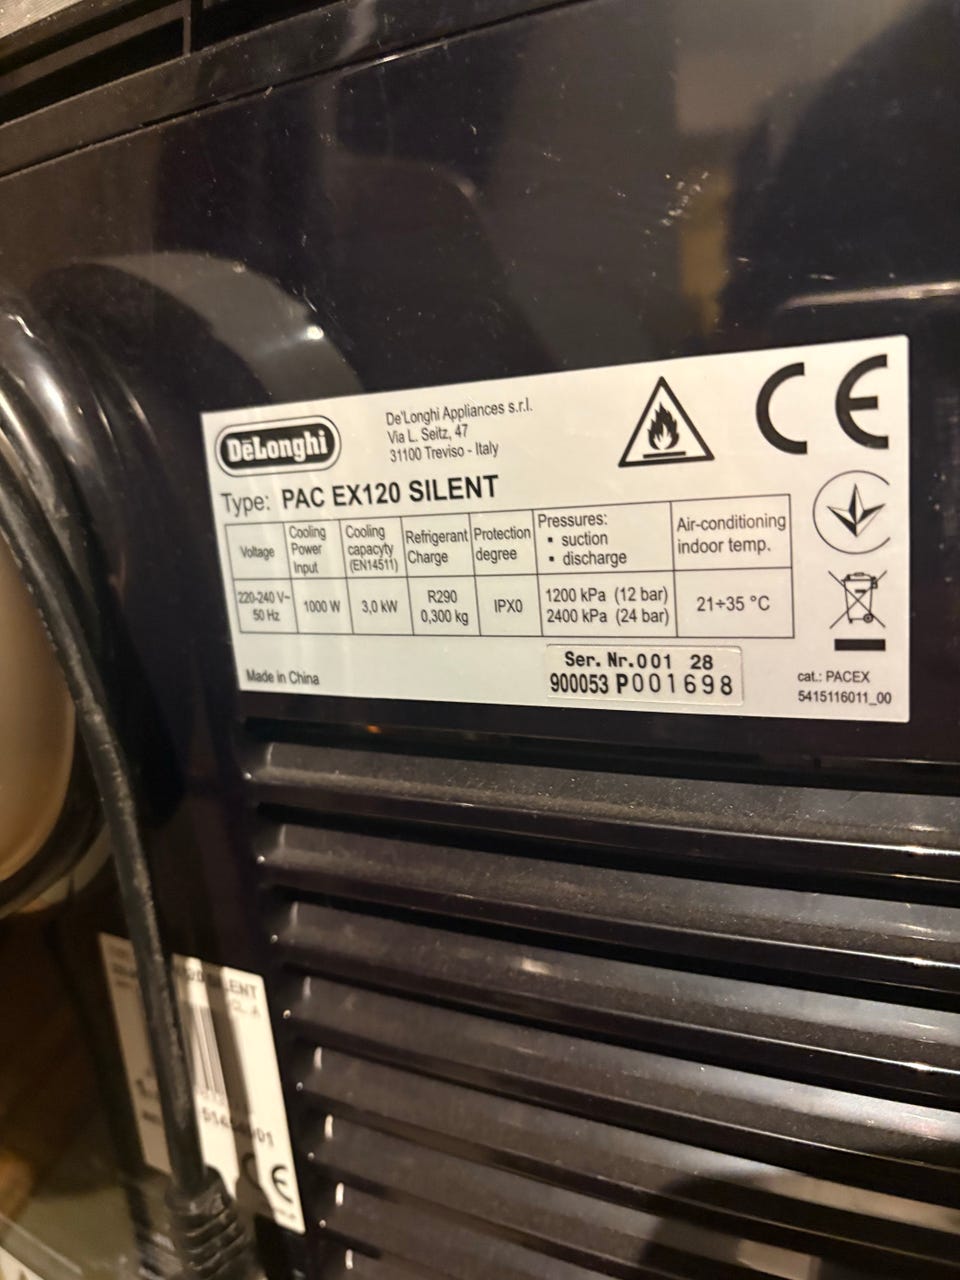 DēLonghi
De'Longhi Appliances s.r.l.
Via L. Seitz, 47
31100 Treviso - Italy
CE
Type: PAC EX120 SILENT
Voltage
Cooling
Power
Input
Cooling
capacyty
(EN14511)
Refrigerant
Charge
Protection
degree
Pressures:
▪ suction
▪ discharge
Air-conditioning
indoor temp.
220-240 V~
50 Hz
1000 W
3,0 kW
R290
0,300 kg
IPX0
1200 kPa (12 bar)
2400 kPa (24 bar)
21÷35 °C
Made in China
Ser. Nr.001 28
900053 P001698
cat.: PACEX
5415116011_00
CE